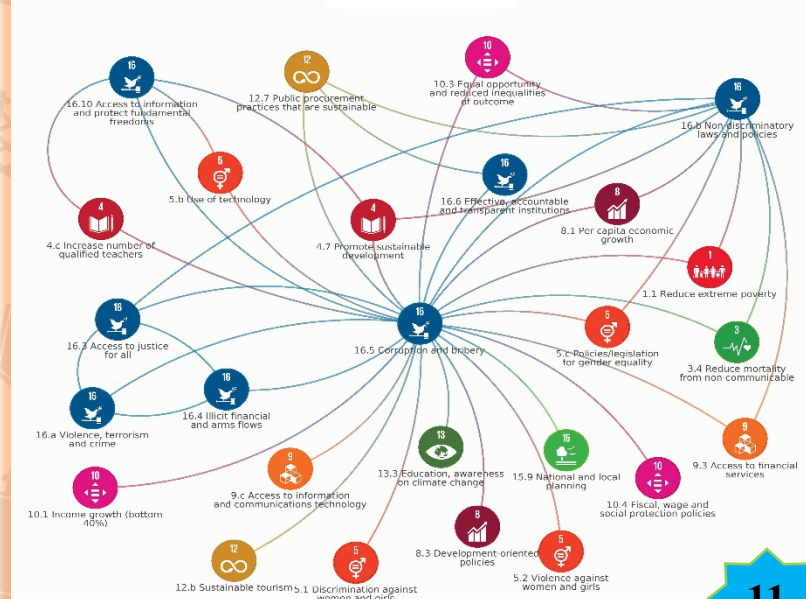 10
16
12
16
10.3 Equal opportunity
and reduced inequalities
of outcome
16.10 Access to information
and protect fundamental
freedoms
12.7 Public procurement
practices that are sustainable
16.b Non discriminatory
laws and policies
5
5.b Use of technology
16
16.6 Effective, accountable
and transparent institutions
8
8.1 Per capita economic
growth
4
4.c Increase number of
qualified teachers
4
4.7 Promote sustainable
development
1
1.1 Reduce extreme poverty
16
16.3 Access to justice
for all
16
16.5 Corruption and bribery
5
5.c Policies/legislation
for gender equality
3
3.4 Reduce mortality
from non-communicable
16
16.4 Illicit financial
and arms flows
16
16.a Violence, terrorism
and crime
9
9.c Access to information
and communications technology
13
13.3 Education, awareness
on climate change
15
15.9 National and local
planning
9
9.3 Access to financial
services
10
10.1 Income growth (bottom
40%)
10
10.4 Fiscal, wage and
social protection policies
8
8.3 Development-oriented
policies
12
12.b Sustainable tourism
5
5.1 Discrimination against
women and girls
5
5.2 Violence against
women and girls
11